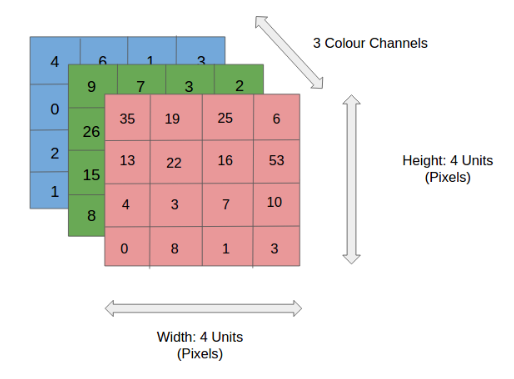 3 Colour Channels
4 6 1 3
0
2
1
9 7 3 2
26
15
8
35 19 25 6
13 22 16 53
4 3 7 10
0 8 1 3
Height: 4 Units
(Pixels)
Width: 4 Units
(Pixels)